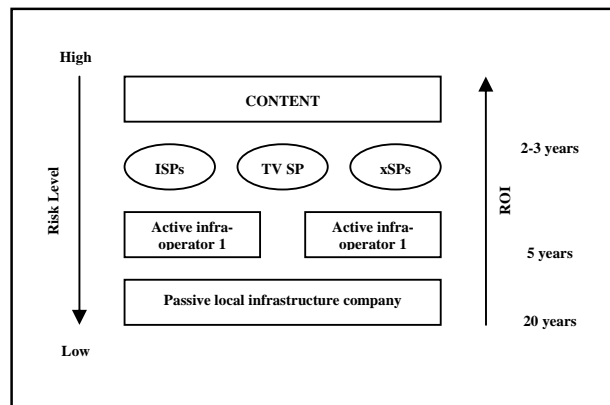 High
CONTENT
2-3 years
ISPs
TV SP
xSPs
Risk Level
ROI
Active infra-
operator 1
Active infra-
operator 1
5 years
Passive local infrastructure company
20 years
Low